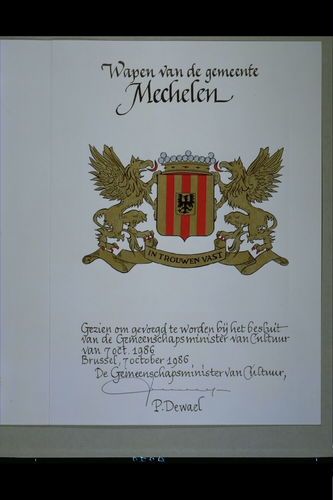 Wapen van de gemeente
Mechelen
IN TROUWEN VAST
Gezien om gevoegd te worden bij het besluit
van de Gemeenschapsminister van Cultuur
van 7 oct. 1986
Brussel, 7 october 1986
De Gemeenschapsminister van Cultuur,
P. Dewael